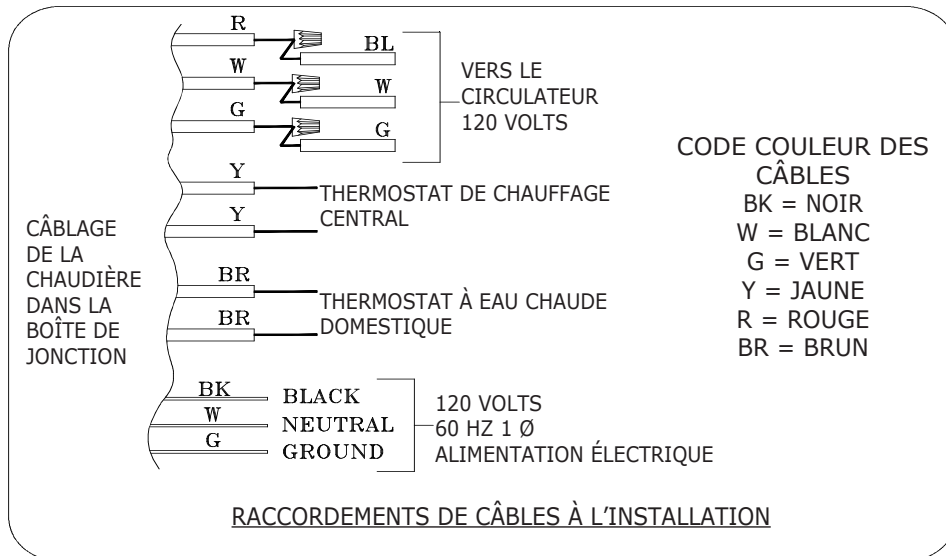 R
BL
W
W
G
G
VERS LE
CIRCULATEUR
120 VOLTS
Y
Y
THERMOSTAT DE CHAUFFAGE
CENTRAL
BR
BR
THERMOSTAT À EAU CHAUDE
DOMESTIQUE
CÂBLAGE
DE LA
CHAUDIÈRE
DANS LA
BOÎTE DE
JONCTION
BK BLACK
W NEUTRAL
G GROUND
120 VOLTS
60 HZ 1 Ø
ALIMENTATION ÉLECTRIQUE
CODE COULEUR DES
CÂBLES
BK = NOIR
W = BLANC
G = VERT
Y = JAUNE
R = ROUGE
BR = BRUN
RACCORDEMENTS DE CÂBLES À L’INSTALLATION